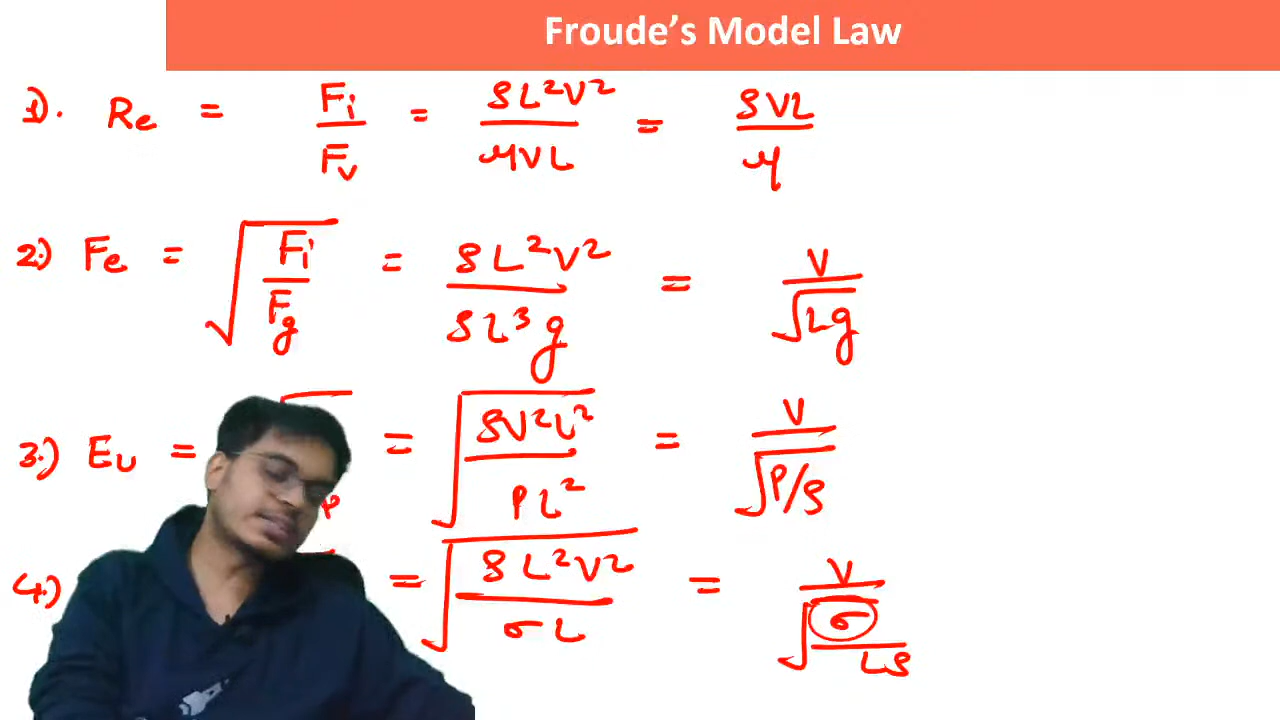 Froude's Model Law
1). Re = Fi/Fv = ρL²V²/μVL = ρVL/μ
2.) Fe = √(Fi/Fg) = ρL²V²/ρL³g = V/√(Lg)
3.) Eu = = √(ρV²L²/PL²) = V/√(P/ρ)
4.) = √(ρL²V²/σL) = V/√(σ/Lρ)